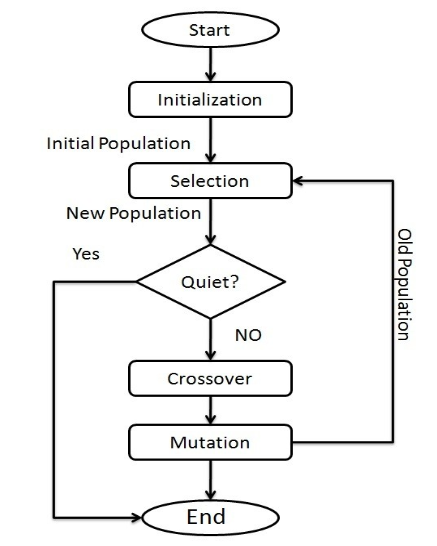 Start
Initialization
Initial Population
Selection
New Population
Yes
Quiet?
Old Population
NO
Crossover
Mutation
End